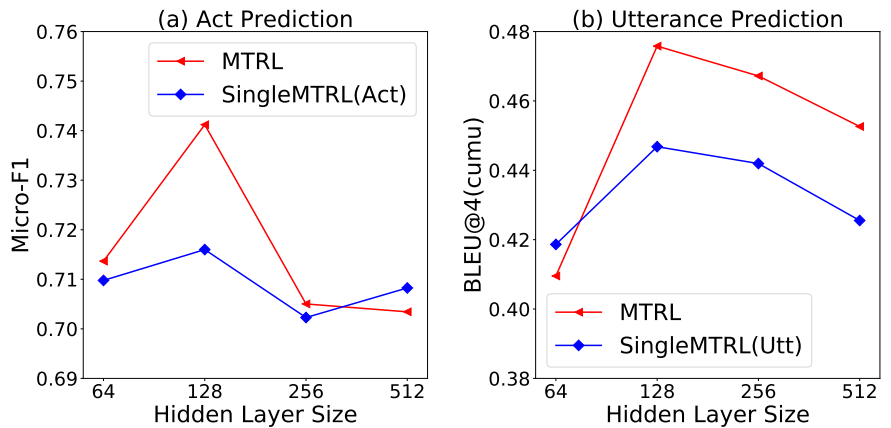 (a) Act Prediction
0.76
0.75
0.74
0.73
0.72
0.71
0.70
0.69
Micro-F1
MTRL
SingleMTRL(Act)
64 128 256 512
Hidden Layer Size
(b) Utterance Prediction
0.48
0.46
0.44
0.42
0.40
0.38
BLEU@4(cumu)
MTRL
SingleMTRL(Utt)
64 128 256 512
Hidden Layer Size